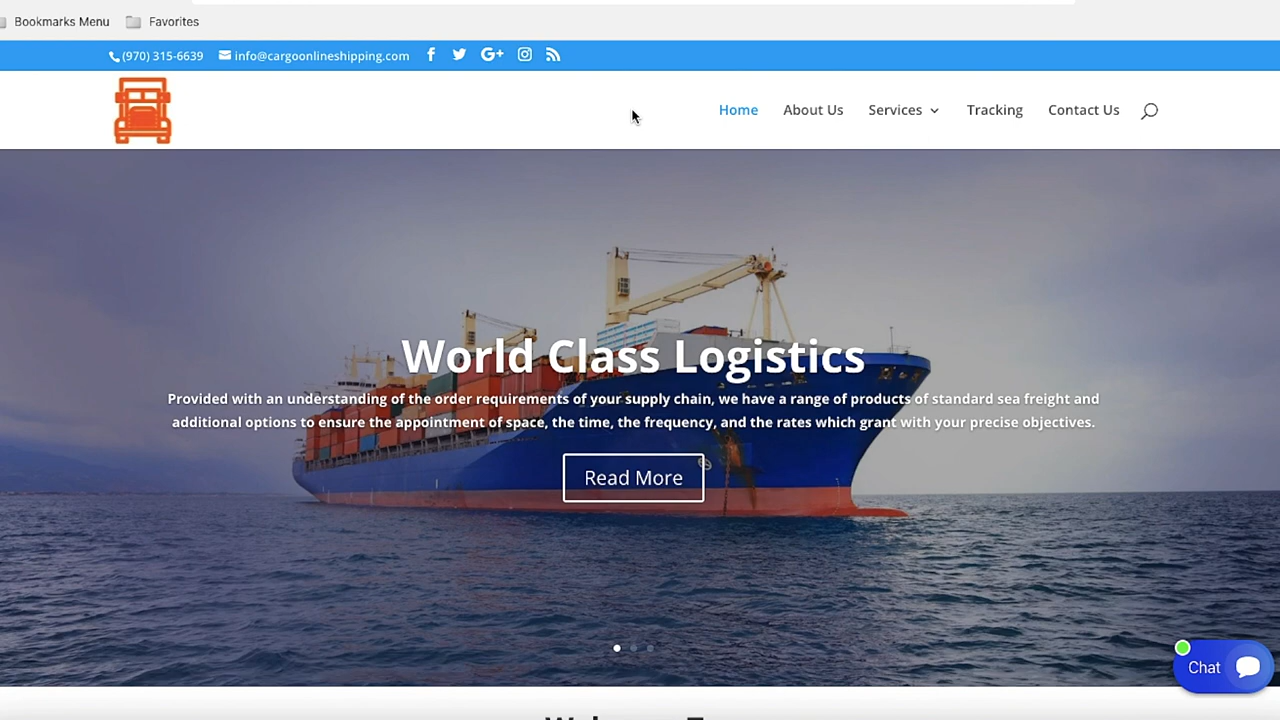 Bookmarks Menu Favorites
(970) 315-6639 info@cargoonlineshipping.com G+
Home About Us Services Tracking Contact Us
World Class Logistics
Provided with an understanding of the order requirements of your supply chain, we have a range of products of standard sea freight and
additional options to ensure the appointment of space, the time, the frequency, and the rates which grant with your precise objectives.
Read More
Chat